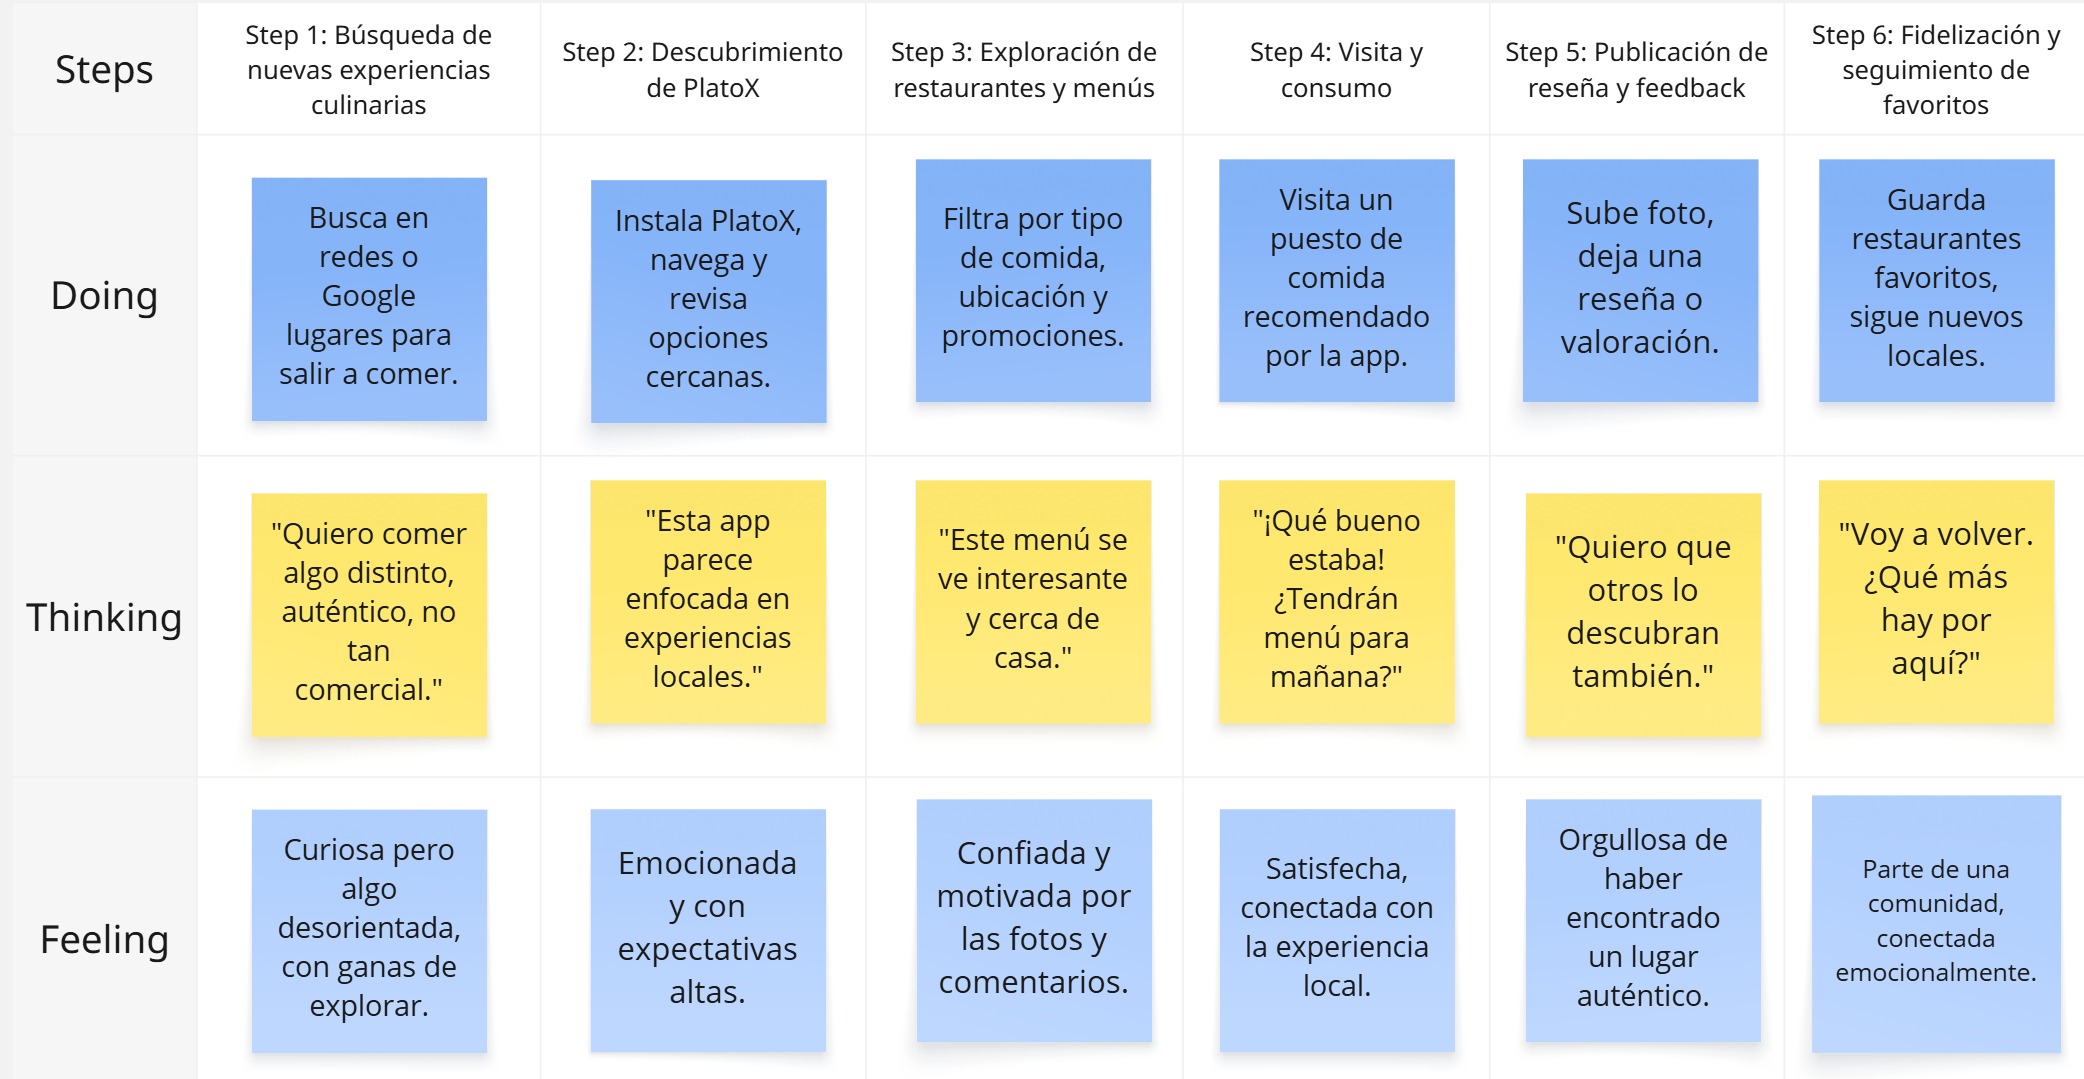 Steps
Step 1: Búsqueda de
nuevas experiencias
culinarias
Step 2: Descubrimiento
de PlatoX
Step 3: Exploración de
restaurantes y menús
Step 4: Visita y
consumo
Step 5: Publicación de
reseña y feedback
Step 6: Fidelización y
seguimiento de
favoritos
Doing
Busca en
redes o
Google
lugares para
salir a comer.
Instala PlatoX,
navega y
revisa
opciones
cercanas.
Filtra por tipo
de comida,
ubicación y
promociones.
Visita un
puesto de
comida
recomendado
por la app.
Sube foto,
deja una
reseña o
valoración.
Guarda
restaurantes
favoritos,
sigue nuevos
locales.
Thinking
"Quiero comer
algo distinto,
auténtico, no
tan
comercial."
"Esta app
parece
enfocada en
experiencias
locales."
"Este menú se
ve interesante
y cerca de
casa."
"¡Qué bueno
estaba!
¿Tendrán
menú para
mañana?"
"Quiero que
otros lo
descubran
también."
"Voy a volver.
¿Qué más
hay por
aquí?"
Feeling
Curiosa pero
algo
desorientada,
con ganas de
explorar.
Emocionada
y con
expectativas
altas.
Confiada y
motivada por
las fotos y
comentarios.
Satisfecha,
conectada con
la experiencia
local.
Orgullosa de
haber
encontrado
un lugar
auténtico.
Parte de una
comunidad,
conectada
emocionalmente.